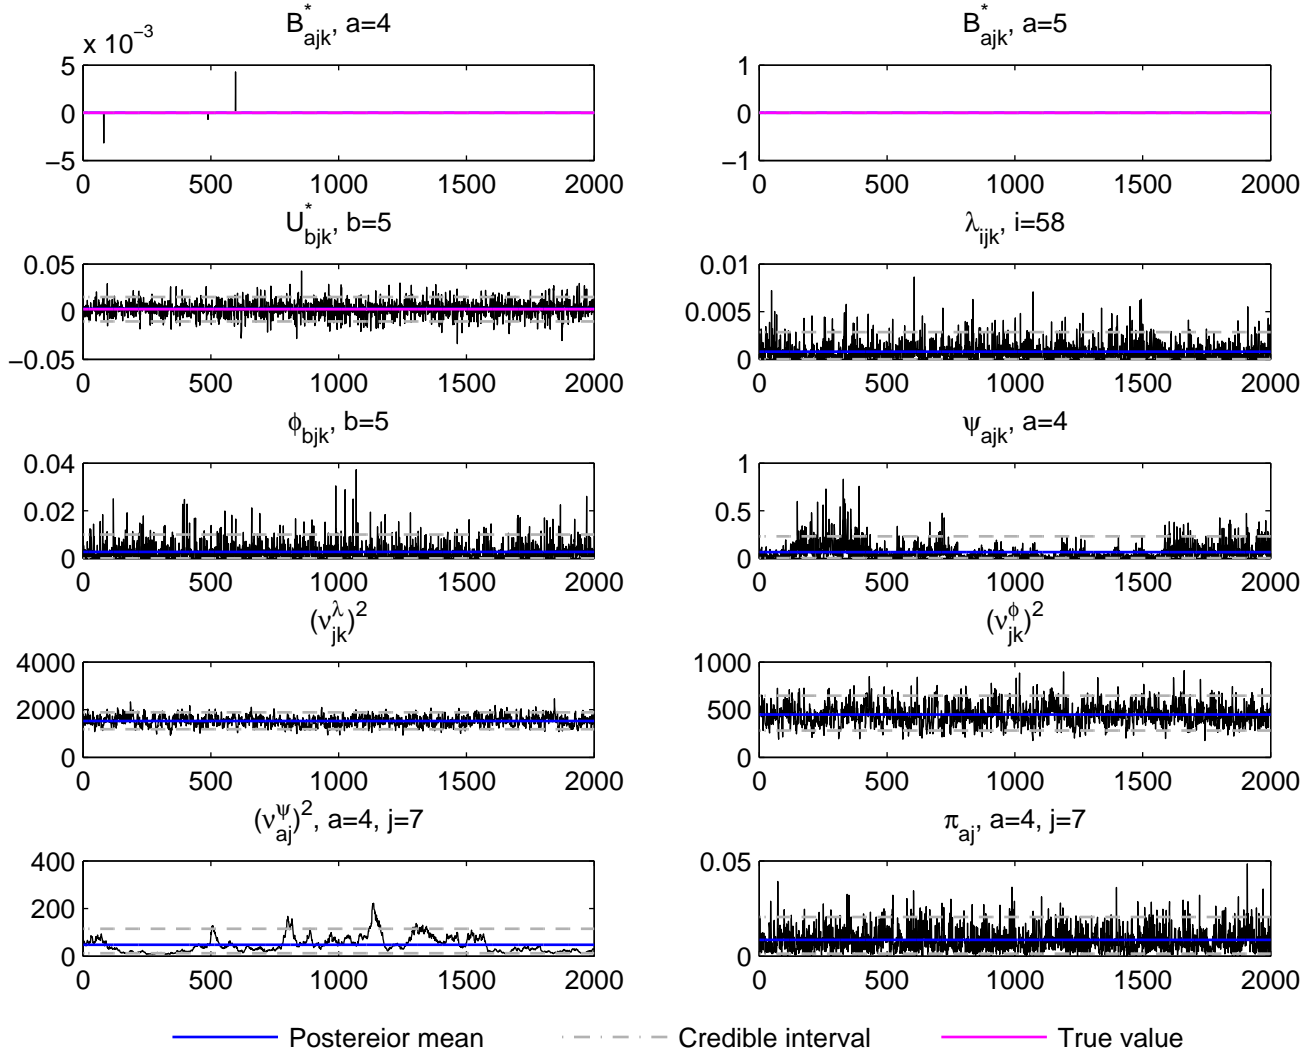 B*ajk, a=4
x 10−3
5
0
−5
0 500 1000 1500 2000
B*ajk, a=5
1
0
−1
0 500 1000 1500 2000
U*bjk, b=5
0.05
0
−0.05
0 500 1000 1500 2000
λijk, i=58
0.01
0.005
0
0 500 1000 1500 2000
ϕbjk, b=5
0.04
0.02
0
0 500 1000 1500 2000
ψajk, a=4
1
0.5
0
0 500 1000 1500 2000
(νλjk)2
4000
2000
0
0 500 1000 1500 2000
(νϕjk)2
1000
500
0
0 500 1000 1500 2000
(νψaj)2, a=4, j=7
400
200
0
0 500 1000 1500 2000
πaj, a=4, j=7
0.05
0
0 500 1000 1500 2000
Postereior mean Credible interval True value